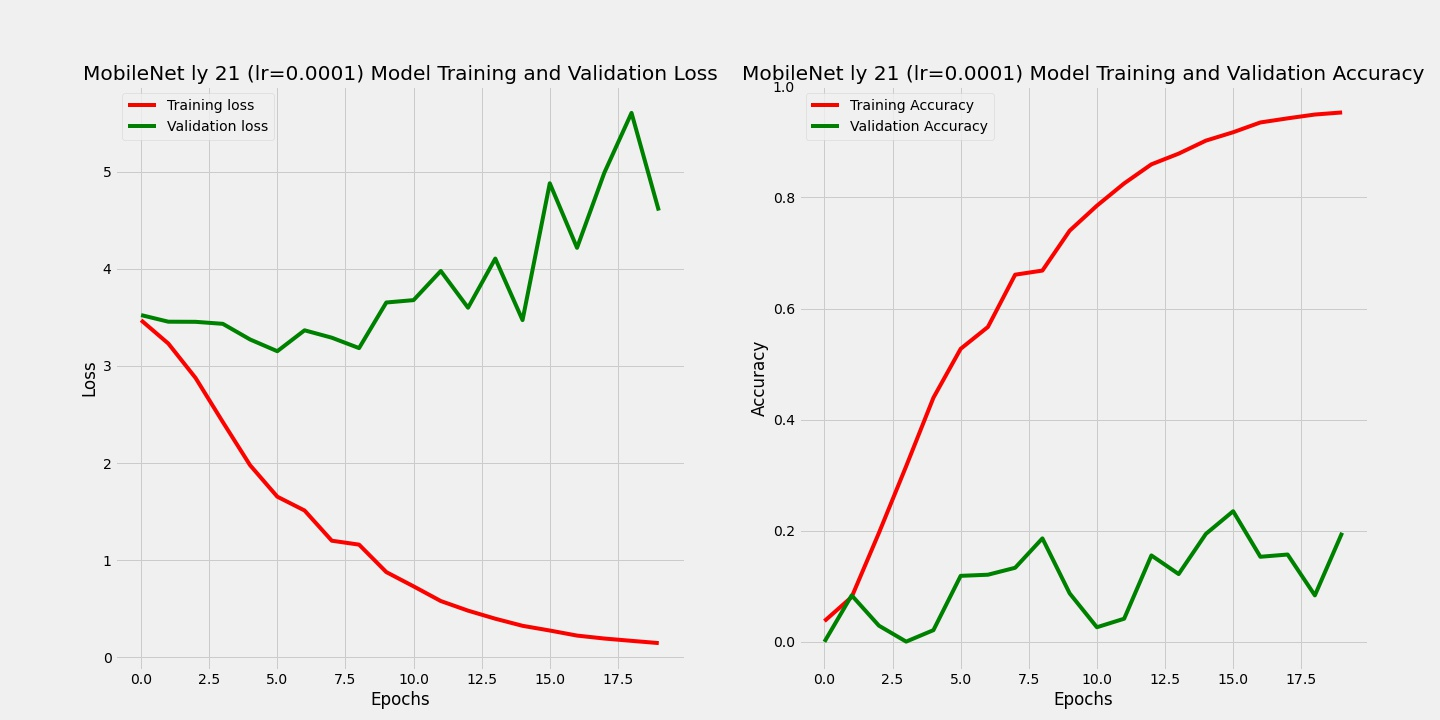 MobileNet ly 21 (lr=0.0001) Model Training and Validation Loss
Training loss
Validation loss
5
4
3
2
1
0
Loss
0.0 2.5 5.0 7.5 10.0 12.5 15.0 17.5
Epochs
MobileNet ly 21 (lr=0.0001) Model Training and Validation Accuracy
1.0
Training Accuracy
Validation Accuracy
0.8
0.6
0.4
0.2
0.0
Accuracy
0.0 2.5 5.0 7.5 10.0 12.5 15.0 17.5
Epochs